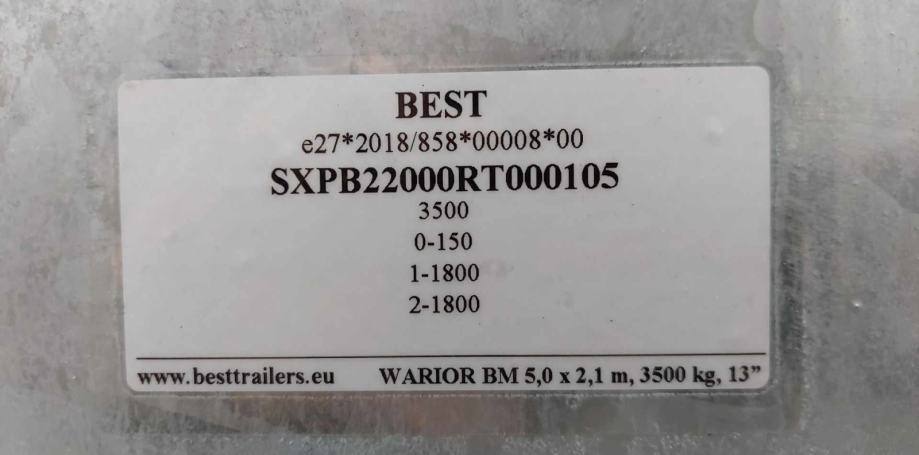 BEST
e27*2018/858*00008*00
SXPB22000RT000105
3500
0-150
1-1800
2-1800
www.besttrailers.eu WARIOR BM 5,0 x 2,1 m, 3500 kg, 13”